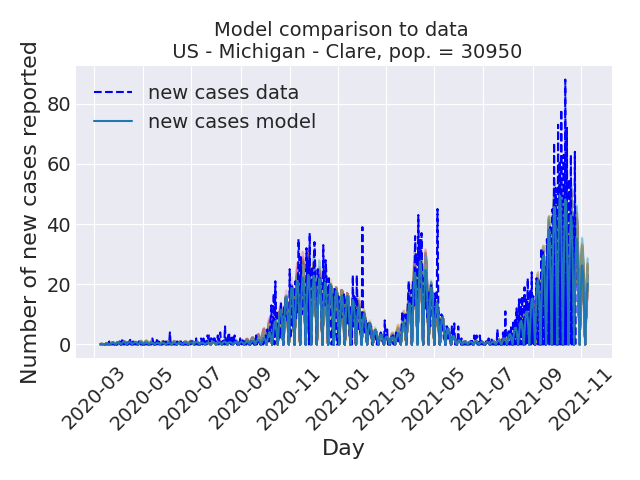 Model comparison to data
US - Michigan - Clare, pop. = 30950
Number of new cases reported
80
60
40
20
0
new cases data
new cases model
2020-03
2020-05
2020-07
2020-09
2020-11
2021-01
2021-03
2021-05
2021-07
2021-09
2021-11
Day